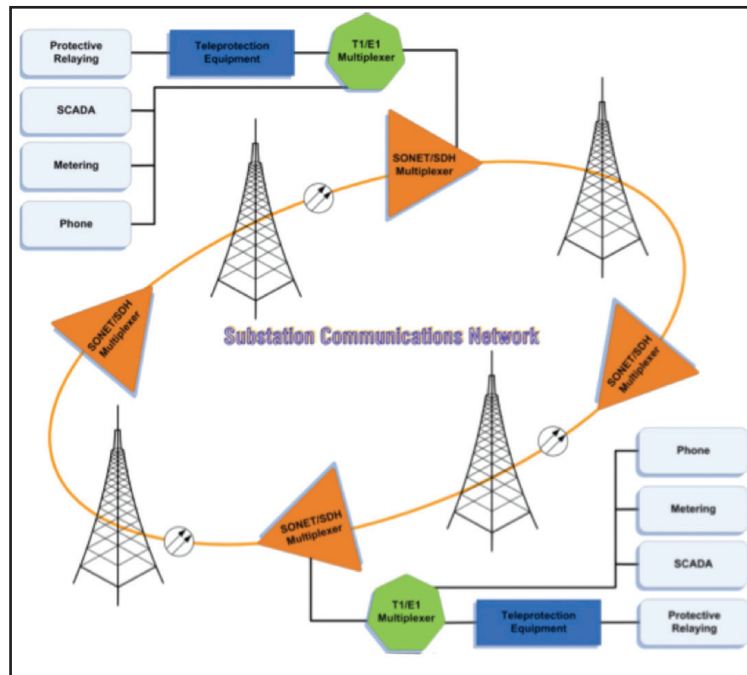 Protective
Relaying
Teleprotection
Equipment
T1/E1
Multiplexer
SCADA
Metering
Phone
SONET/SDH
Multiplexer
SONET/SDH
Multiplexer
Substation Communications Network
SONET/SDH
Multiplexer
SONET/SDH
Multiplexer
Phone
Metering
SCADA
T1/E1
Multiplexer
Teleprotection
Equipment
Protective
Relaying